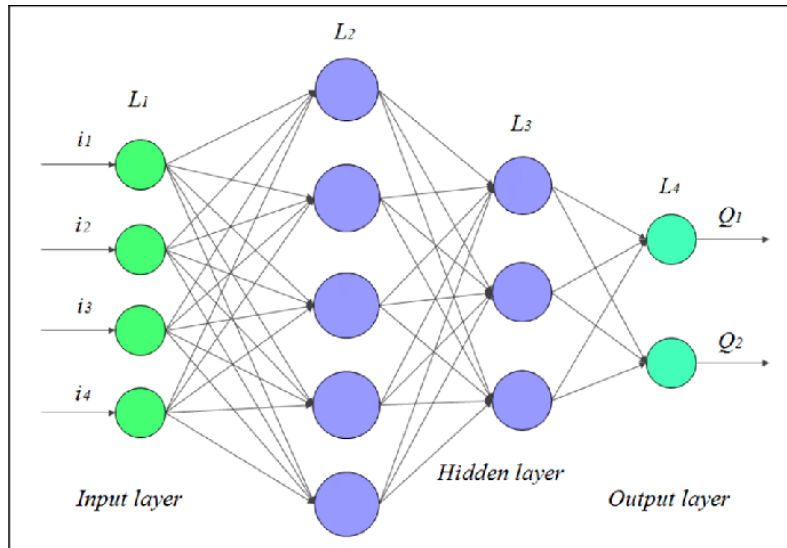 L2
L1
L3
L4
i1
i2
i3
i4
Q1
Q2
Hidden layer
Input layer
Output layer